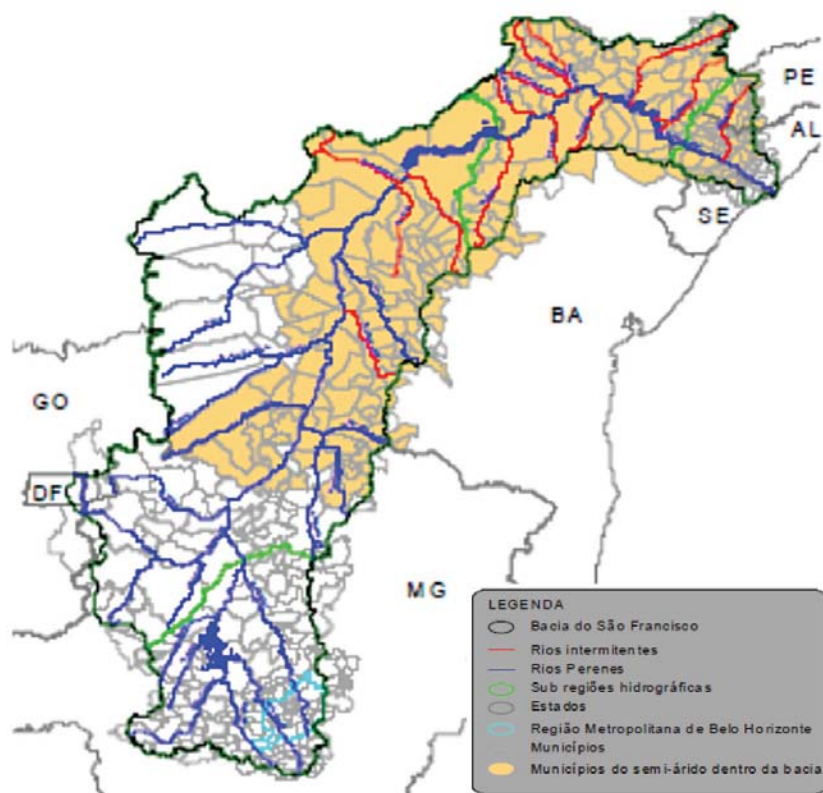 PE
AL
SE
BA
GO
DF
MG
LEGENDA
Bacia do São Francisco
Rios intermitentes
Rios Perenes
Sub regiões hidrográficas
Estados
Região Metropolitana de Belo Horizonte
Municípios
Municípios do semi-árido dentro da bacia